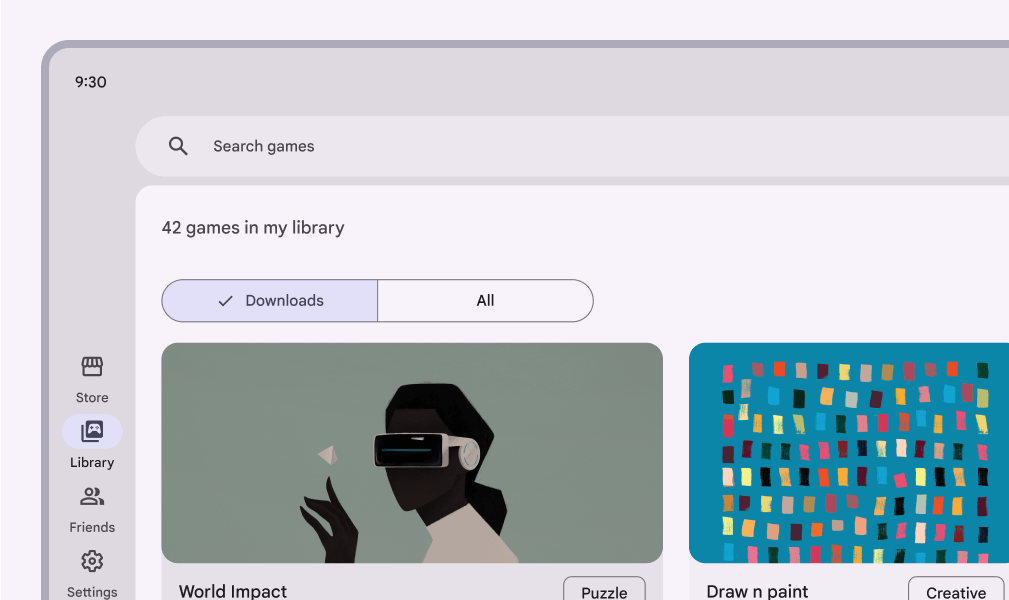 9:30
Search games
42 games in my library
Downloads
All
Store
Library
Friends
Settings
World Impact
Puzzle
Draw n paint
Creative